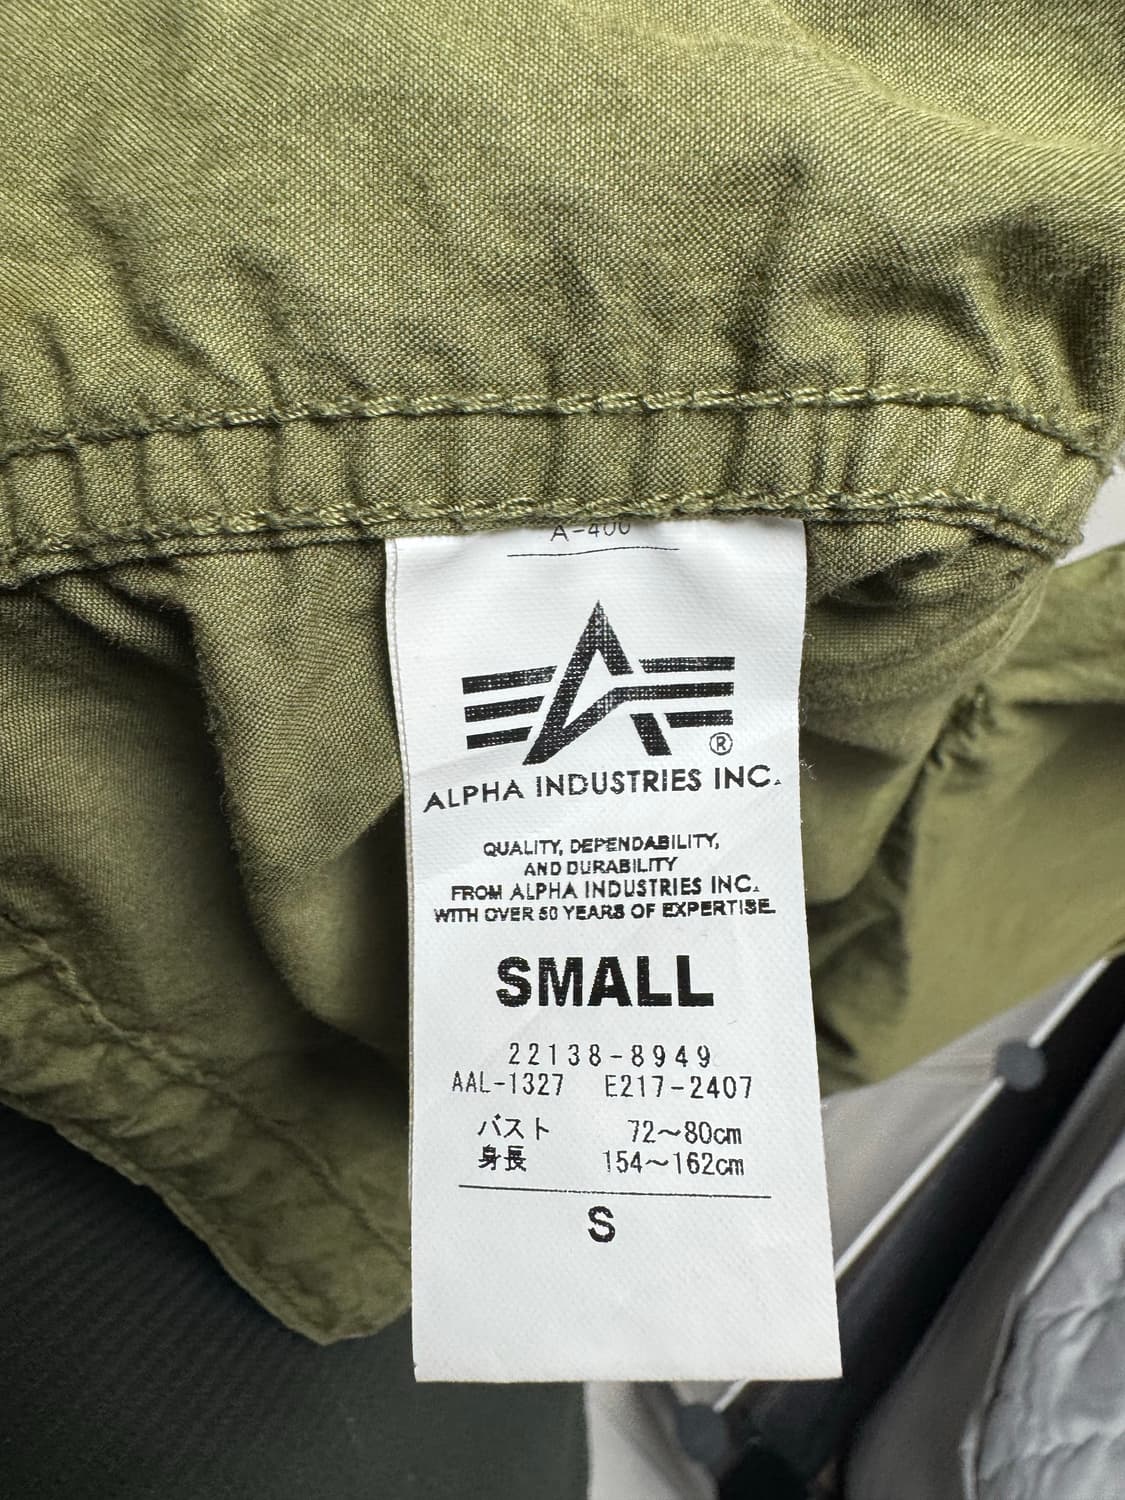 A-400
®
ALPHA INDUSTRIES INC.
QUALITY, DEPENDABILITY,
AND DURABILITY
FROM ALPHA INDUSTRIES INC.
WITH OVER 50 YEARS OF EXPERTISE.
SMALL
22138-8949
AAL-1327 E217-2407
バスト 72～80cm
身長 154～162cm
S